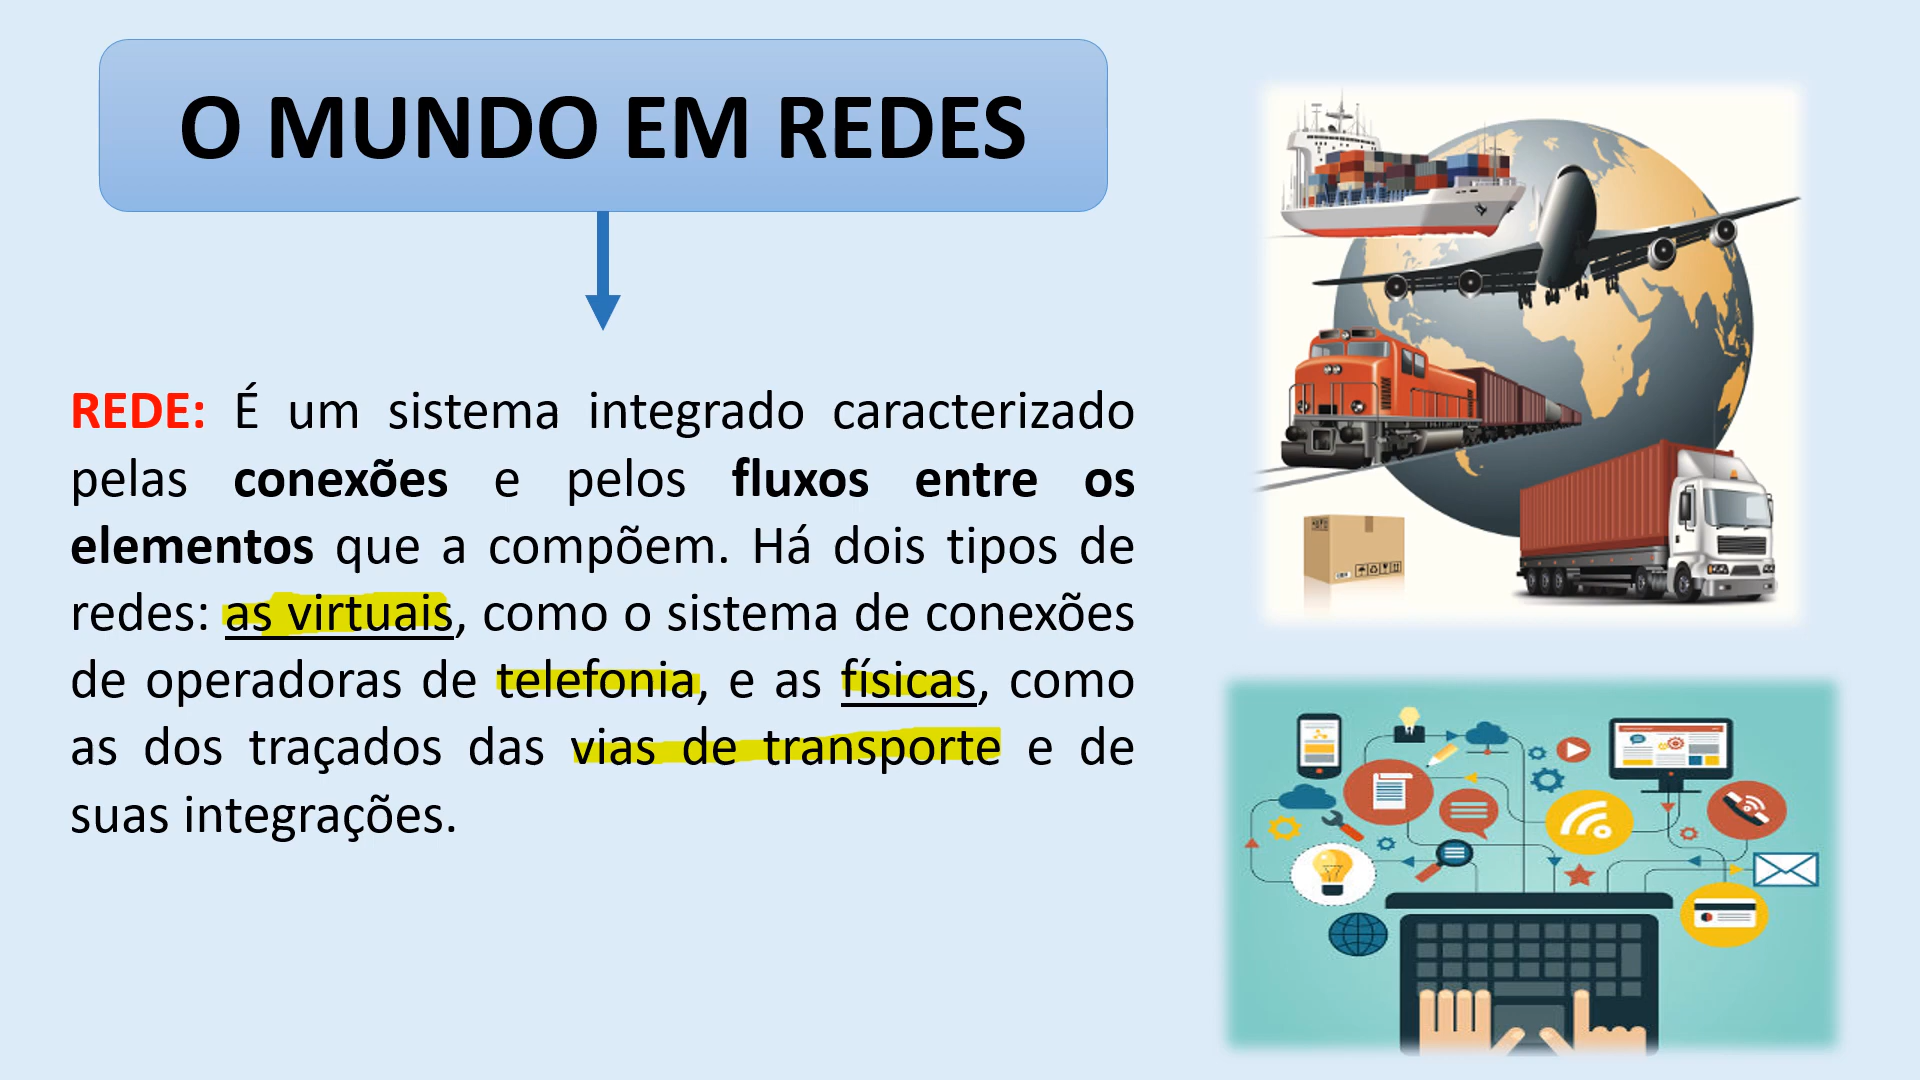 O MUNDO EM REDES
REDE: É um sistema integrado caracterizado
pelas conexões e pelos fluxos entre os
elementos que a compõem. Há dois tipos de
redes: as virtuais, como o sistema de conexões
de operadoras de telefonia, e as físicas, como
as dos traçados das vias de transporte e de
suas integrações.